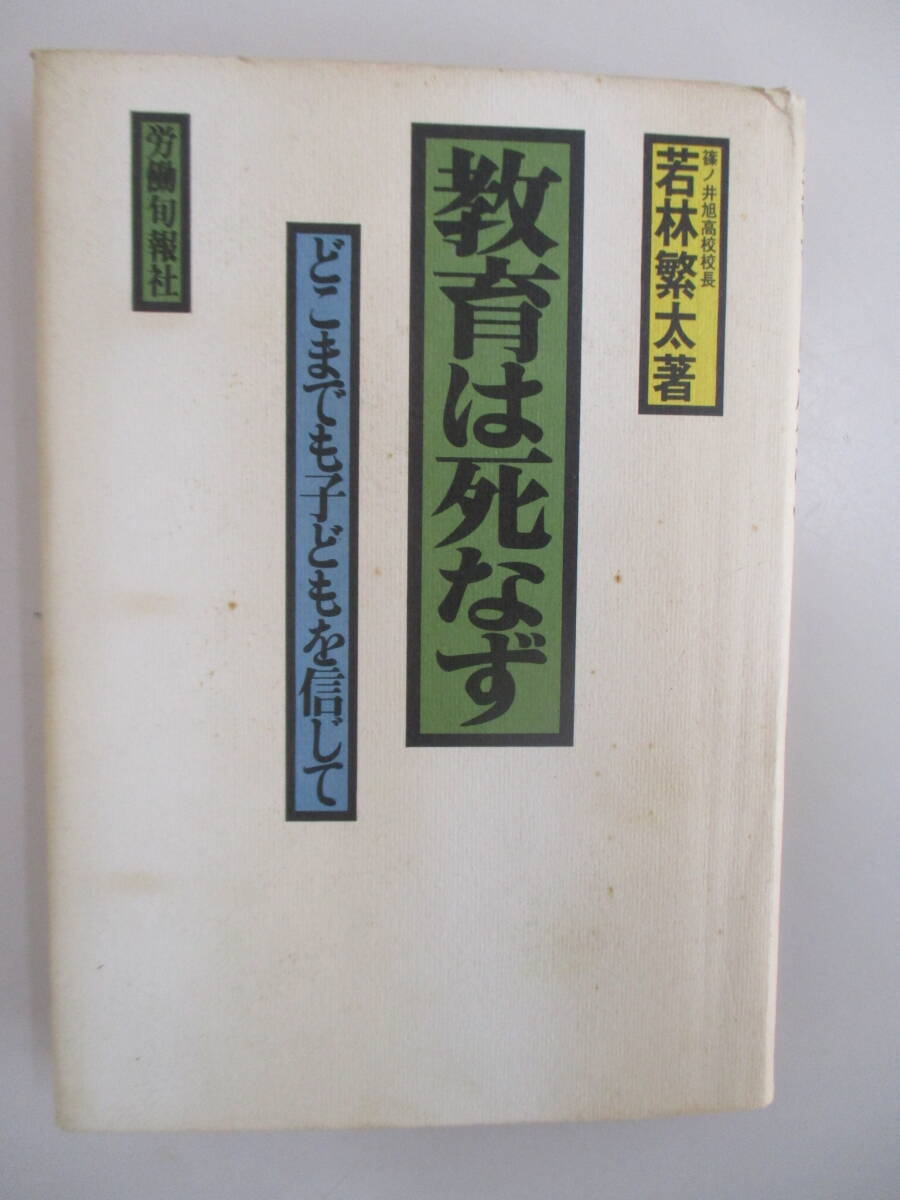 篠ノ井旭高校校長
若林繁太著
教育は死なず
どこまでも子どもを信じて
労働旬報社